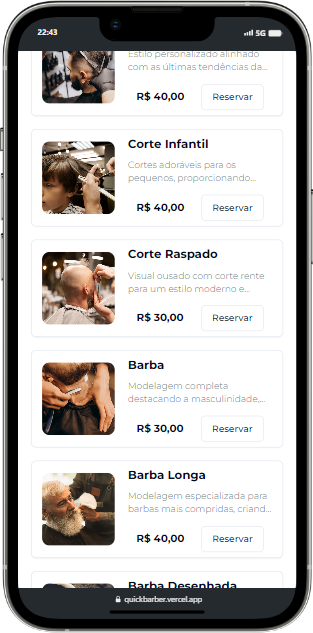 22:43
5G
Estilo personalizado alinhado
com as últimas tendências da...
R$ 40,00
Reservar
Corte Infantil
Cortes adoráveis para os
pequenos, proporcionando...
R$ 40,00
Reservar
Corte Raspado
Visual ousado com corte rente
para um estilo moderno e...
R$ 30,00
Reservar
Barba
Modelagem completa
destacando a masculinidade,...
R$ 30,00
Reservar
Barba Longa
Modelagem especializada para
barbas mais compridas, criand...
R$ 40,00
Reservar
Barba Desenhada
quickbarber.vercel.app